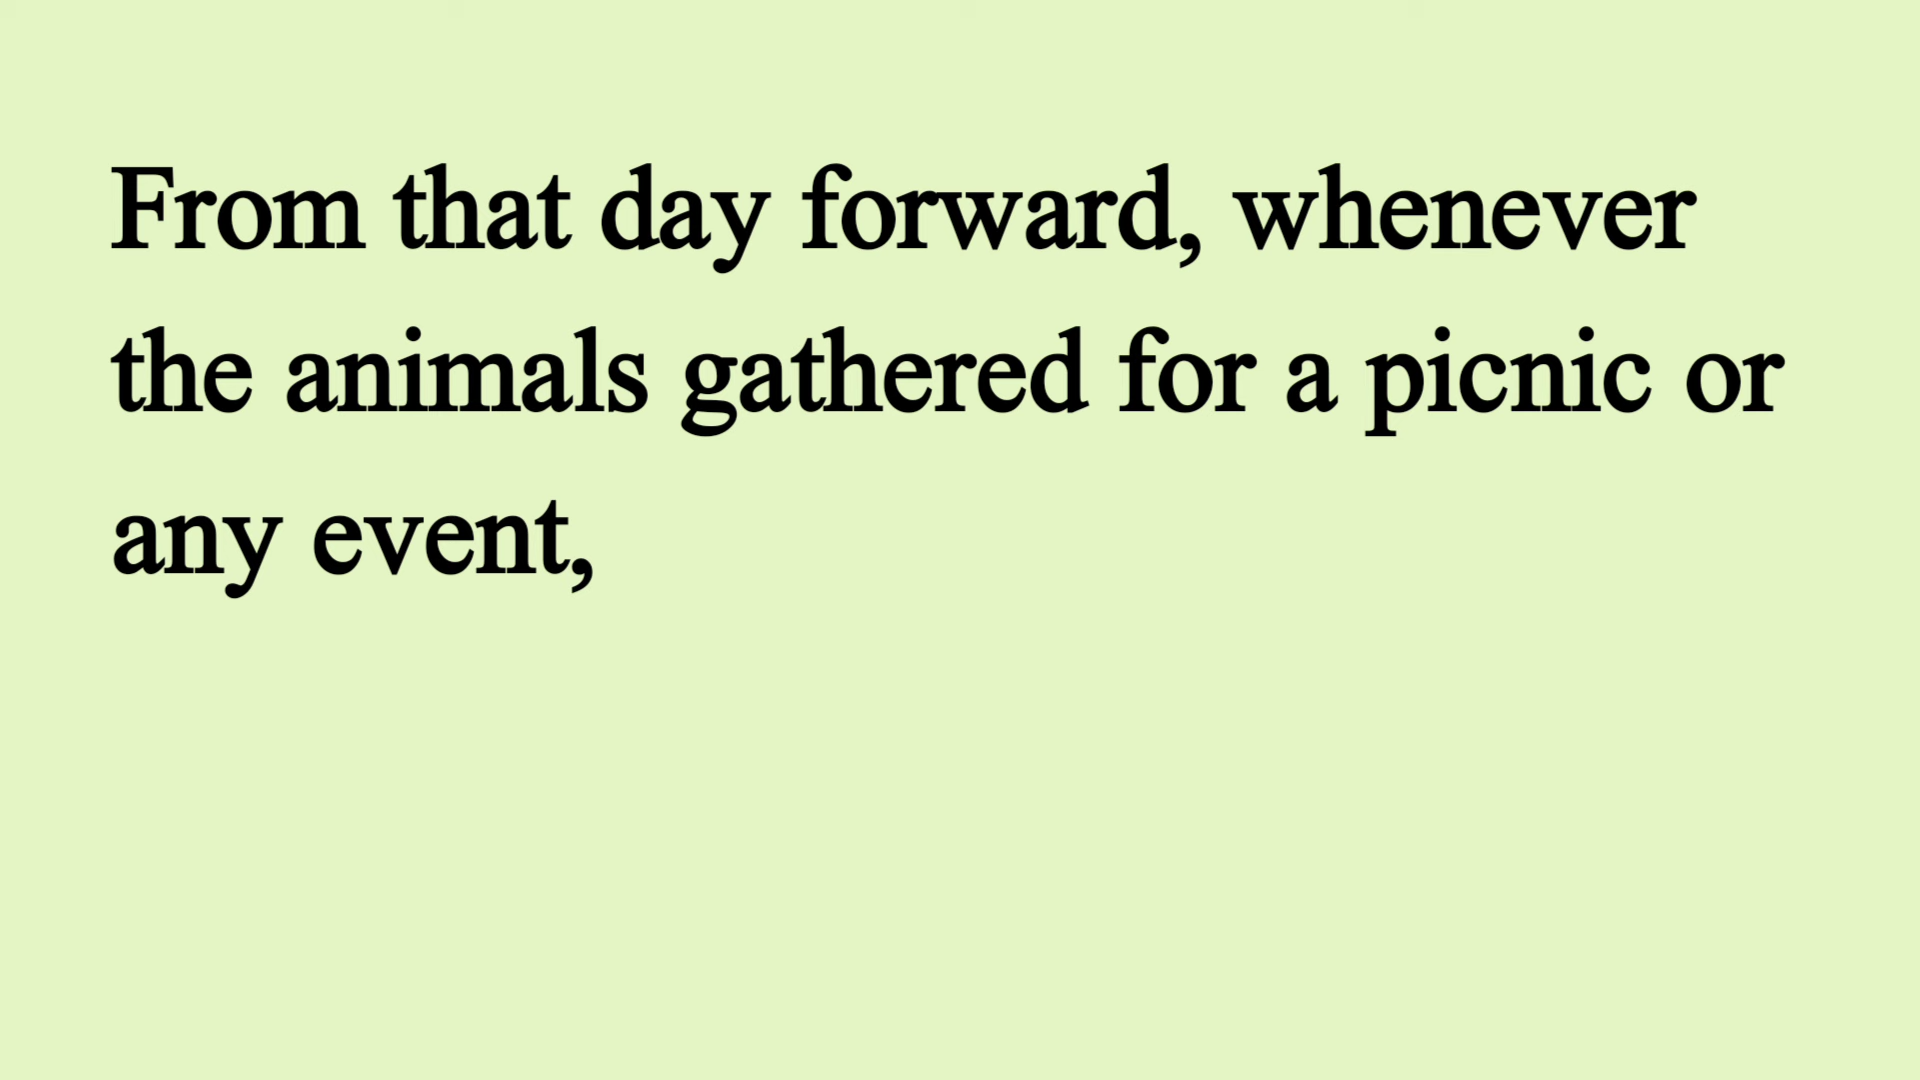 From that day forward, whenever
the animals gathered for a picnic or
any event,